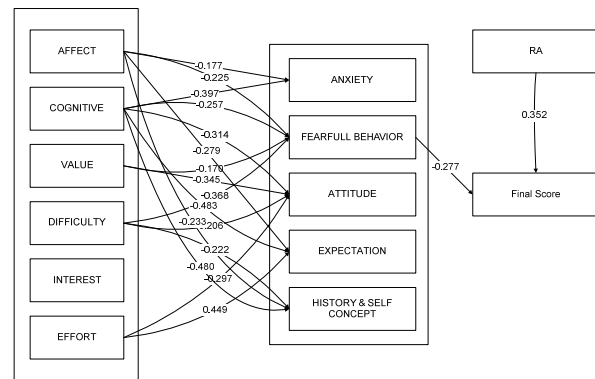 AFFECT
COGNITIVE
VALUE
DIFFICULTY
INTEREST
EFFORT
-0.177
-0.225
-0.397
-0.257
-0.314
-0.279
-0.170
-0.345
-0.368
-0.483
-0.233
-0.206
-0.222
-0.480
-0.297
0.449
ANXIETY
FEARFULL BEHAVIOR
ATTITUDE
EXPECTATION
HISTORY & SELF
CONCEPT
-0.277
RA
0.352
Final Score